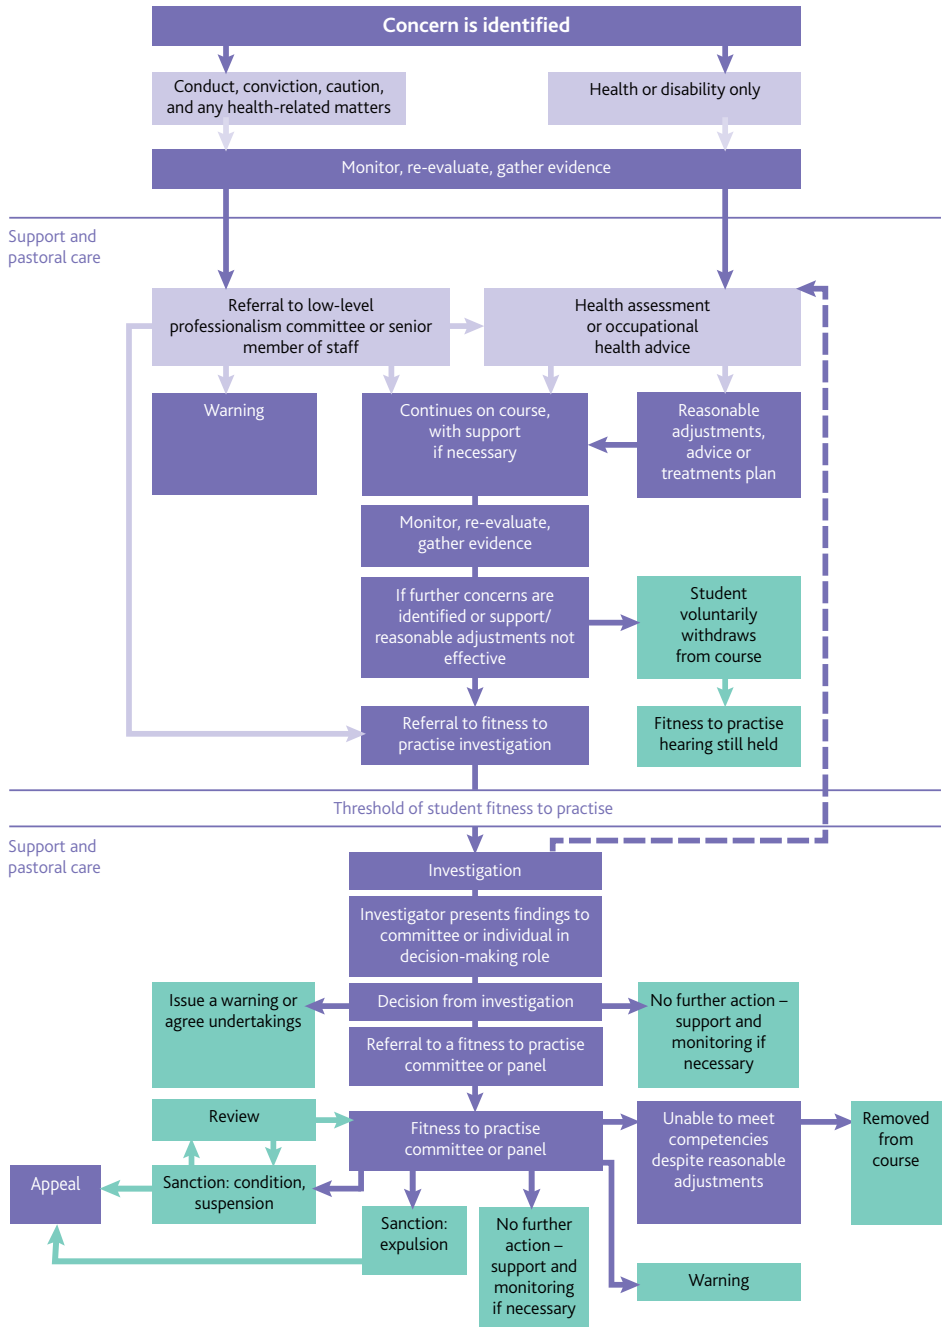 Concern is identified
Conduct, conviction, caution,
and any health-related matters
Health or disability only
Monitor, re-evaluate, gather evidence
Support and
pastoral care
Referral to low-level
professionalism committee or senior
member of staff
Health assessment
or occupational
health advice
Warning
Continues on course,
with support
if necessary
Reasonable
adjustments,
advice or
treatments plan
Monitor, re-evaluate,
gather evidence
If further concerns are
identified or support/
reasonable adjustments not
effective
Student
voluntarily
withdraws
from course
Referral to fitness to
practise investigation
Fitness to practise
hearing still held
Threshold of student fitness to practise
Support and
pastoral care
Investigation
Investigator presents findings to
committee or individual in
decision-making role
Issue a warning or
agree undertakings
Decision from investigation
No further action –
support and
monitoring if
necessary
Referral to a fitness to practise
committee or panel
Review
Fitness to practise
committee or panel
Unable to meet
competencies
despite reasonable
adjustments
Removed
from
course
Appeal
Sanction: condition,
suspension
Sanction:
expulsion
No further
action –
support and
monitoring
if necessary
Warning